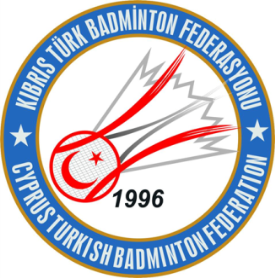 KIBRIS TÜRK BADMİNTON FEDERASYONU
1996
CYPRUS TURKISH BADMINTON FEDERATION